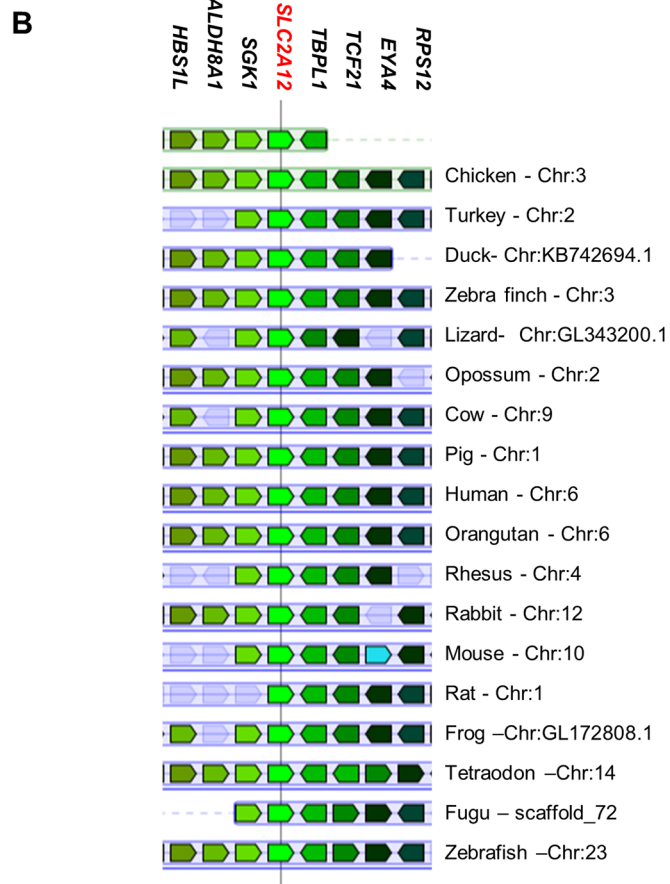 B
HBS1L
ALDH8A1
SGK1
SLC2A12
TBPL1
TCF21
EYA4
RPS12
Chicken - Chr:3
Turkey - Chr:2
Duck- Chr:KB742694.1
Zebra finch - Chr:3
Lizard- Chr:GL343200.1
Opossum - Chr:2
Cow - Chr:9
Pig - Chr:1
Human - Chr:6
Orangutan - Chr:6
Rhesus - Chr:4
Rabbit - Chr:12
Mouse - Chr:10
Rat - Chr:1
Frog –Chr:GL172808.1
Tetraodon –Chr:14
Fugu – scaffold_72
Zebrafish –Chr:23